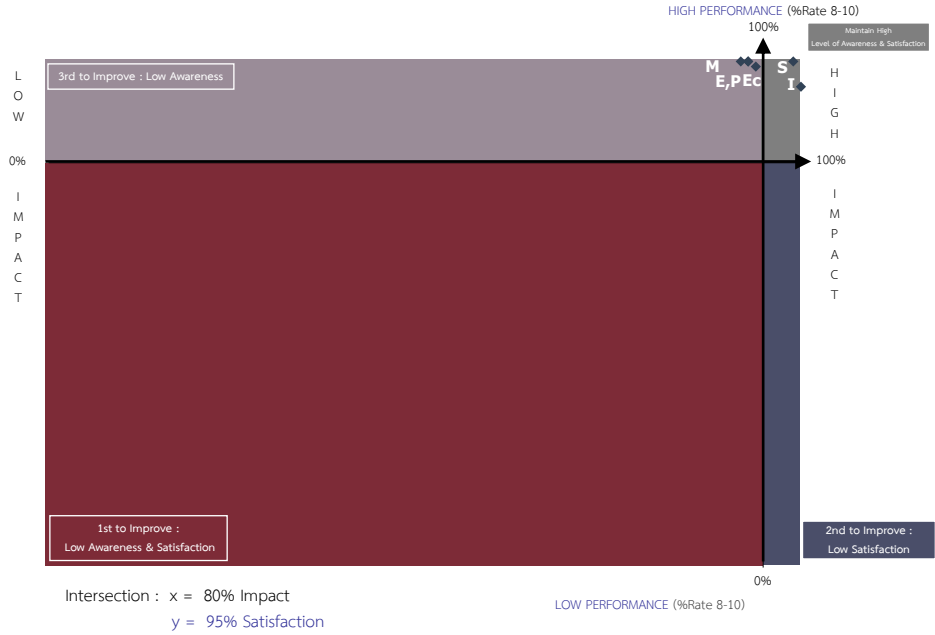 HIGH PERFORMANCE (%Rate 8-10)
100%
Maintain High
Level of Awareness & Satisfaction
3rd to Improve : Low Awareness
M
E,P
Ec
S
I
L
O
W
I
M
P
A
C
T
H
I
G
H
I
M
P
A
C
T
0%
100%
1st to Improve :
Low Awareness & Satisfaction
2nd to Improve :
Low Satisfaction
0%
LOW PERFORMANCE (%Rate 8-10)
Intersection : x = 80% Impact
y = 95% Satisfaction